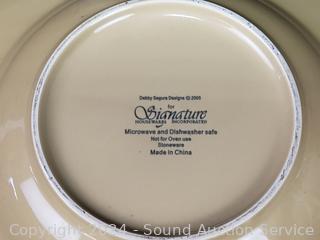 Debby Segura Designs © 2005
for
Signature
HOUSEWARES INCORPORATED
Microwave and Dishwasher safe
Not for Oven use
Stoneware
Made in China
Copyright 2024 - Sound Auction Service